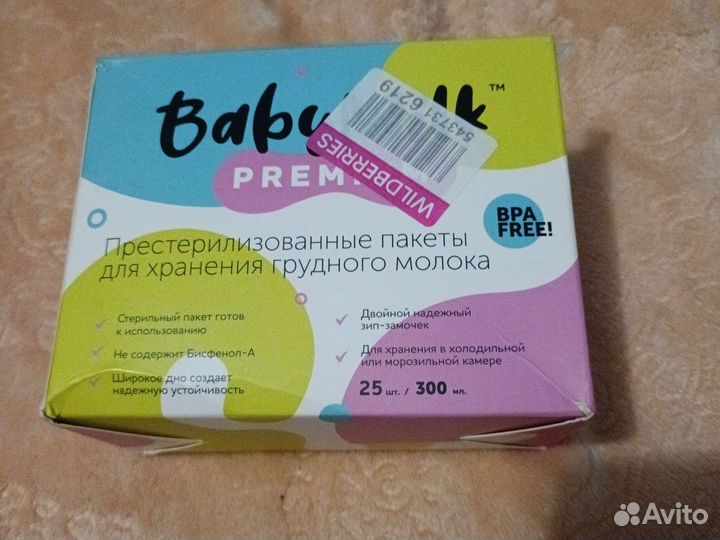 Baby
™
PREM
543731 6219
WILDBERRIES
BPA
FREE!
Престерилизованные пакеты
для хранения грудного молока
Стерильный пакет готов
к использованию
Не содержит Бисфенол-А
Широкое дно создает
надежную устойчивость
Двойной надежный
зип-замочек
Для хранения в холодильной
или морозильной камере
25 шт. / 300 мл.
Avito